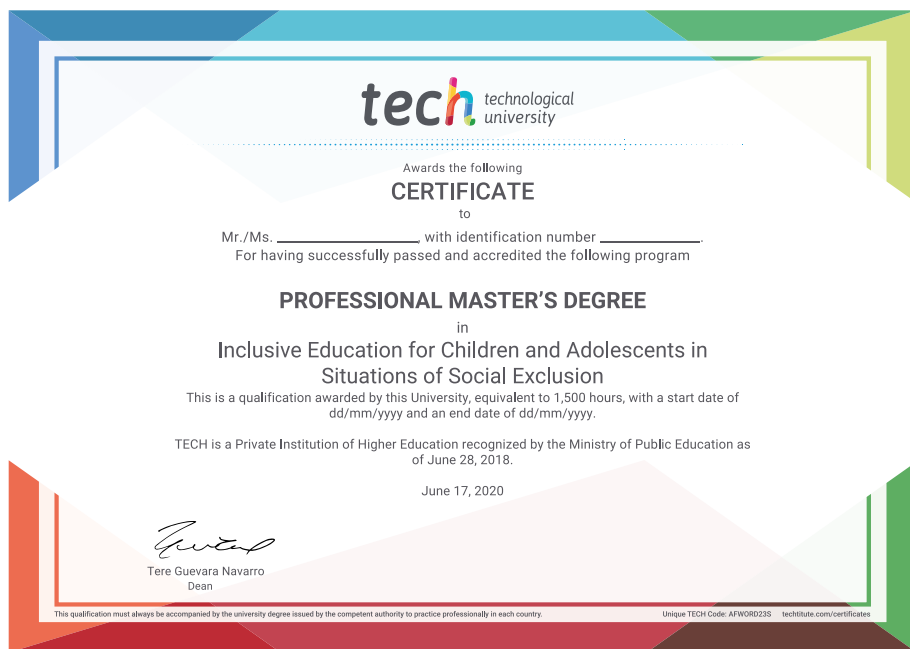 tech technological
university
Awards the following
CERTIFICATE
to
Mr./Ms. ________________, with identification number ____________.
For having successfully passed and accredited the following program
PROFESSIONAL MASTER'S DEGREE
in
Inclusive Education for Children and Adolescents in
Situations of Social Exclusion
This is a qualification awarded by this University, equivalent to 1,500 hours, with a start date of
dd/mm/yyyy and an end date of dd/mm/yyyy.
TECH is a Private Institution of Higher Education recognized by the Ministry of Public Education as
of June 28, 2018.
June 17, 2020
Tere Guevara Navarro
Dean
This qualification must always be accompanied by the university degree issued by the competent authority to practice professionally in each country. Unique TECH Code: AFWORD23S techtitute.com/certificates